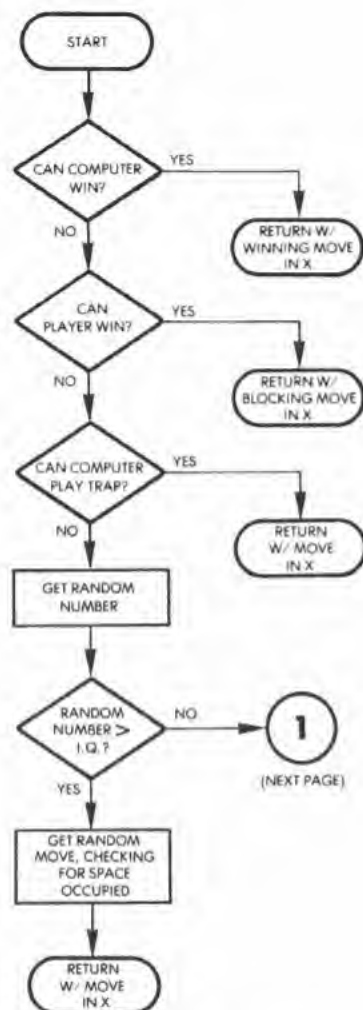 START
CAN COMPUTER
WIN?
YES
NO
RETURN W/
WINNING MOVE
IN X
CAN
PLAYER WIN?
YES
NO
RETURN W/
BLOCKING MOVE
IN X
CAN COMPUTER
PLAY TRAP?
YES
NO
RETURN
W/ MOVE
IN X
GET RANDOM
NUMBER
RANDOM
NUMBER >
I.Q.?
NO
1
(NEXT PAGE)
YES
GET RANDOM
MOVE, CHECKING
FOR SPACE
OCCUPIED
RETURN
W/ MOVE
IN X